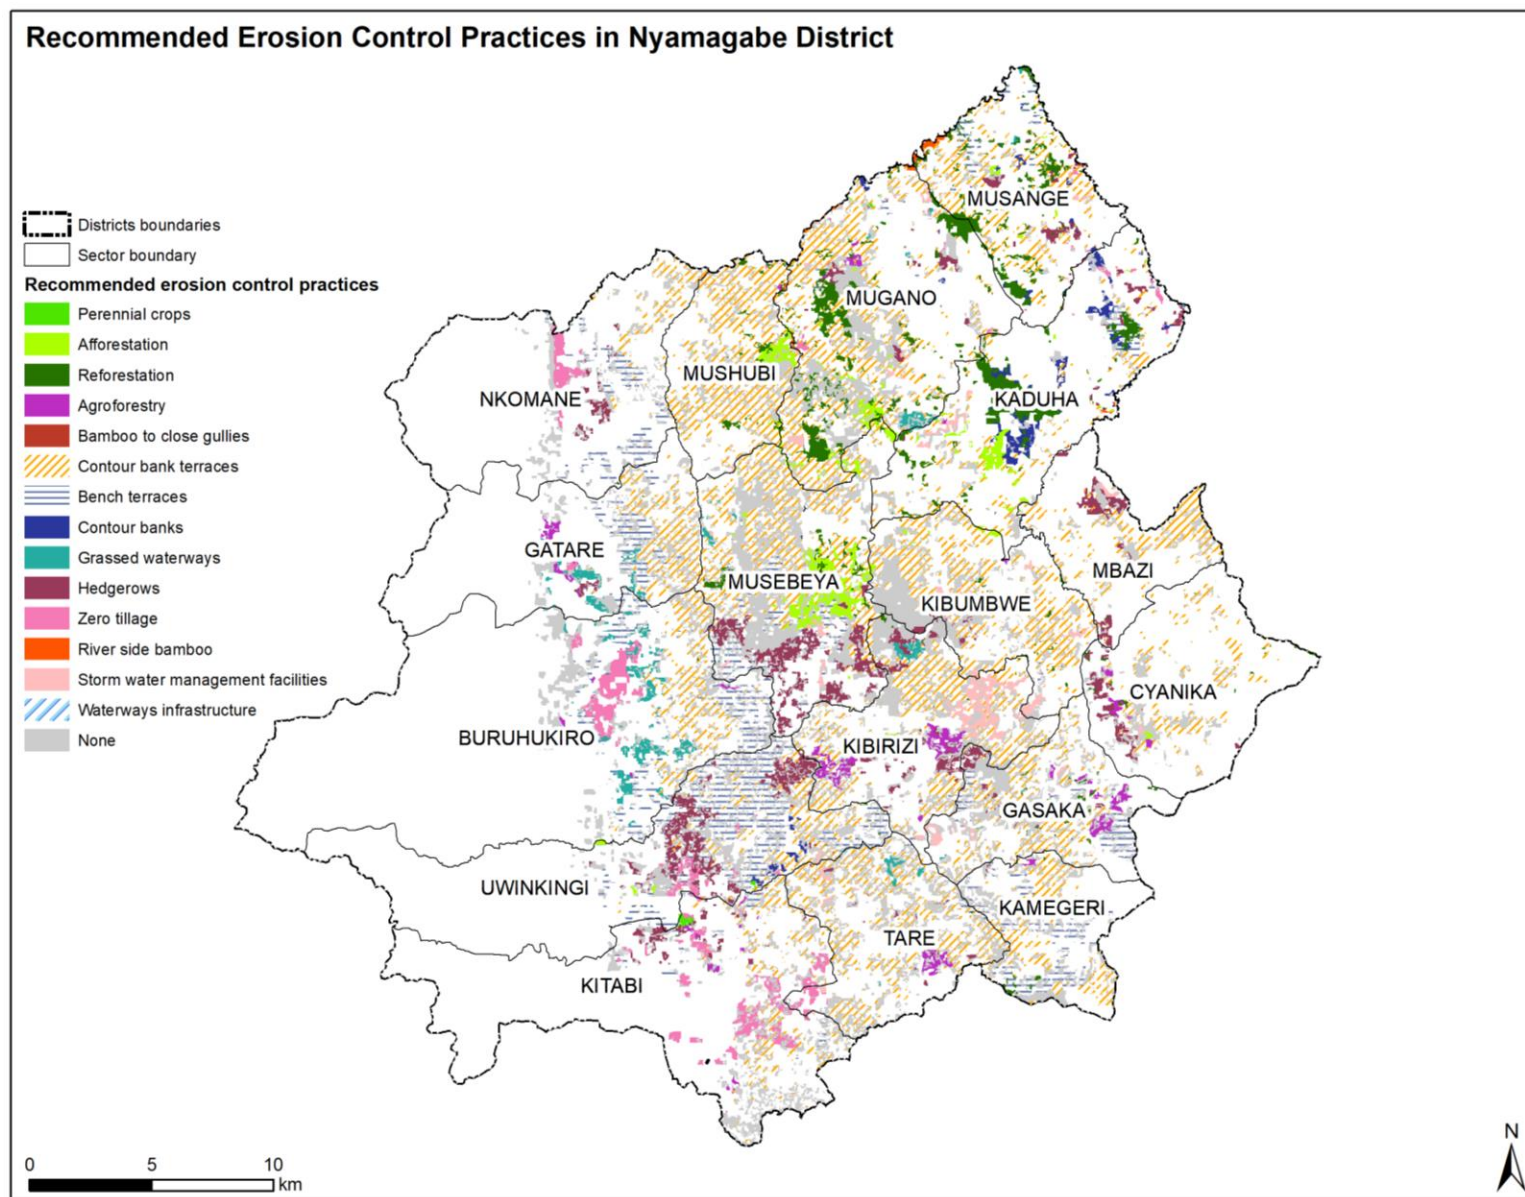 Recommended Erosion Control Practices in Nyamagabe District
Districts boundaries
Sector boundary
Recommended erosion control practices
Perennial crops
Afforestation
Reforestation
Agroforestry
Bamboo to close gullies
Contour bank terraces
Bench terraces
Contour banks
Grassed waterways
Hedgerows
Zero tillage
River side bamboo
Storm water management facilities
Waterways infrastructure
None
MUSANGE
MUGANO
MUSHUBI
NKOMANE
KADUHA
GATARE
MUSEBEYA
MBAZI
KIBUMBWE
CYANIKA
BURUHUKIRO
KIBIRIZI
GASAKA
UWINKINGI
KAMEGERI
TARE
KITABI
0 5 10
km
N